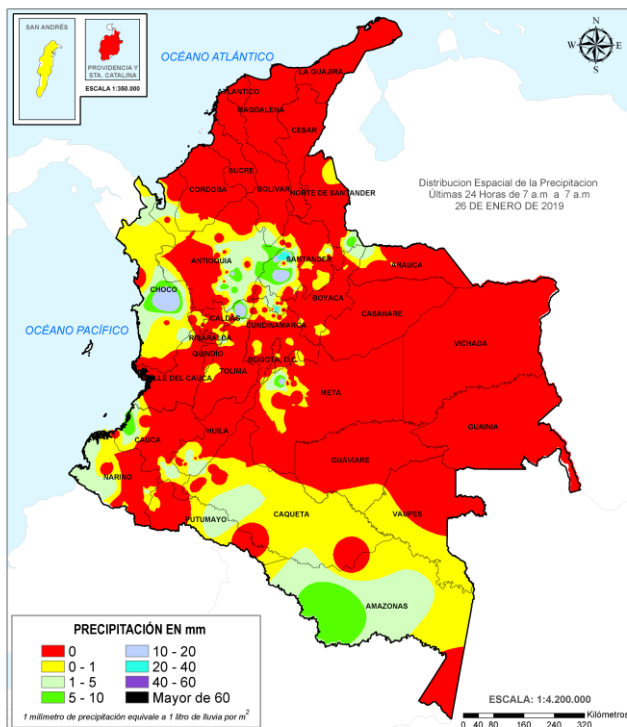 SAN ANDRÉS
PROVIDENCIA Y
STA. CATALINA
ESCALA 1:350.000
OCÉANO ATLÁNTICO
N
W E
S
LA GUAJIRA
ATLANTICO
MAGDALENA
CESAR
SUCRE
CORDOBA
BOLIVAR
NORTE DE SANTANDER
Distribucion Espacial de la Precipitacion
Últimas 24 Horas de 7 a.m a 7 a.m
26 DE ENERO DE 2019
ANTIOQUIA
SANTANDER
ARAUCA
CHOCO
BOYACA
CASANARE
OCÉANO PACÍFICO
CALDAS
CUNDINAMARCA
RISARALDA
VICHADA
QUINDIO
BOGOTA, D.C.
TOLIMA
VALLE DEL CAUCA
META
GUAINIA
HUILA
CAUCA
GUAVIARE
NARIÑO
PUTUMAYO
CAQUETA
VAUPES
AMAZONAS
PRECIPITACIÓN EN mm
0
10 - 20
0 - 1
20 - 40
1 - 5
40 - 60
5 - 10
Mayor de 60
1 milimetro de precipitación equivale a 1 litro de lluvia por m²
ESCALA: 1:4.200.000
Kilómetros
0 40 80 160 240 320